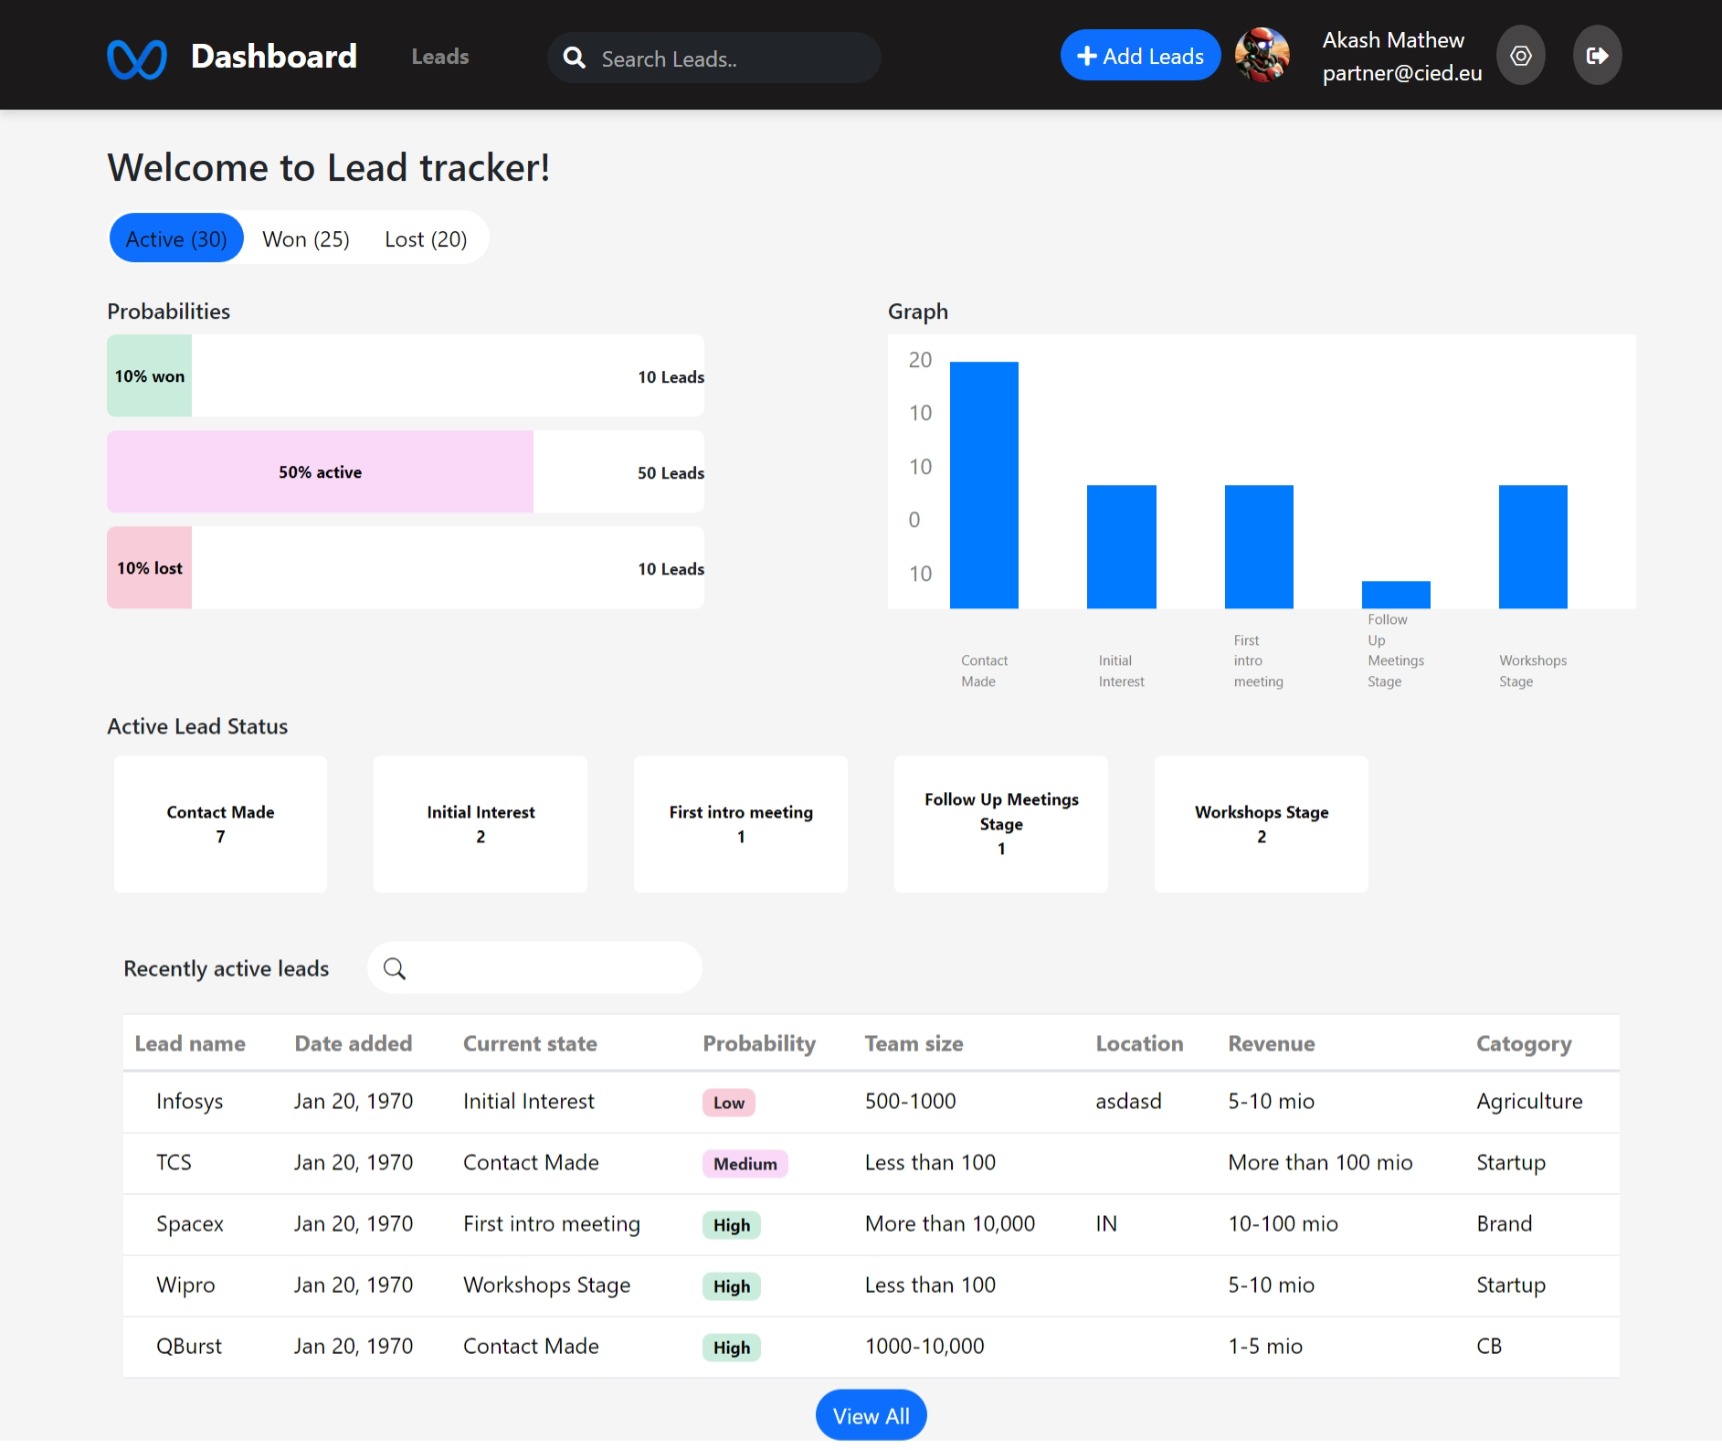 Dashboard
Leads
Search Leads..
Add Leads
Akash Mathew
partner@cied.eu
Welcome to Lead tracker!
Active (30) Won (25) Lost (20)
Probabilities
10% won 10 Leads
50% active 50 Leads
10% lost 10 Leads
Graph
20
10
10
0
10
Contact
Made
Initial
Interest
First
intro
meeting
Follow
Up
Meetings
Stage
Workshops
Stage
Active Lead Status
Contact Made
7
Initial Interest
2
First intro meeting
1
Follow Up Meetings
Stage
1
Workshops Stage
2
Recently active leads
Lead name Date added Current state Probability Team size Location Revenue Catogory
Infosys Jan 20, 1970 Initial Interest Low 500-1000 asdasd 5-10 mio Agriculture
TCS Jan 20, 1970 Contact Made Medium Less than 100 More than 100 mio Startup
Spacex Jan 20, 1970 First intro meeting High More than 10,000 IN 10-100 mio Brand
Wipro Jan 20, 1970 Workshops Stage High Less than 100 5-10 mio Startup
QBurst Jan 20, 1970 Contact Made High 1000-10,000 1-5 mio CB
View All